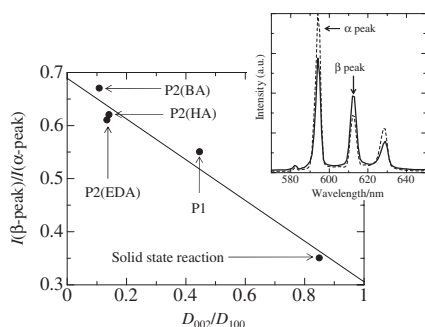 I(β-peak)/I(α-peak)
0.7
0.6
0.5
0.4
0.3
P2(BA)
P2(HA)
P2(EDA)
P1
Solid state reaction
0 0.2 0.4 0.6 0.8 1
D002/D100
Intensity (a.u.)
α peak
β peak
580 600 620 640
Wavelength/nm